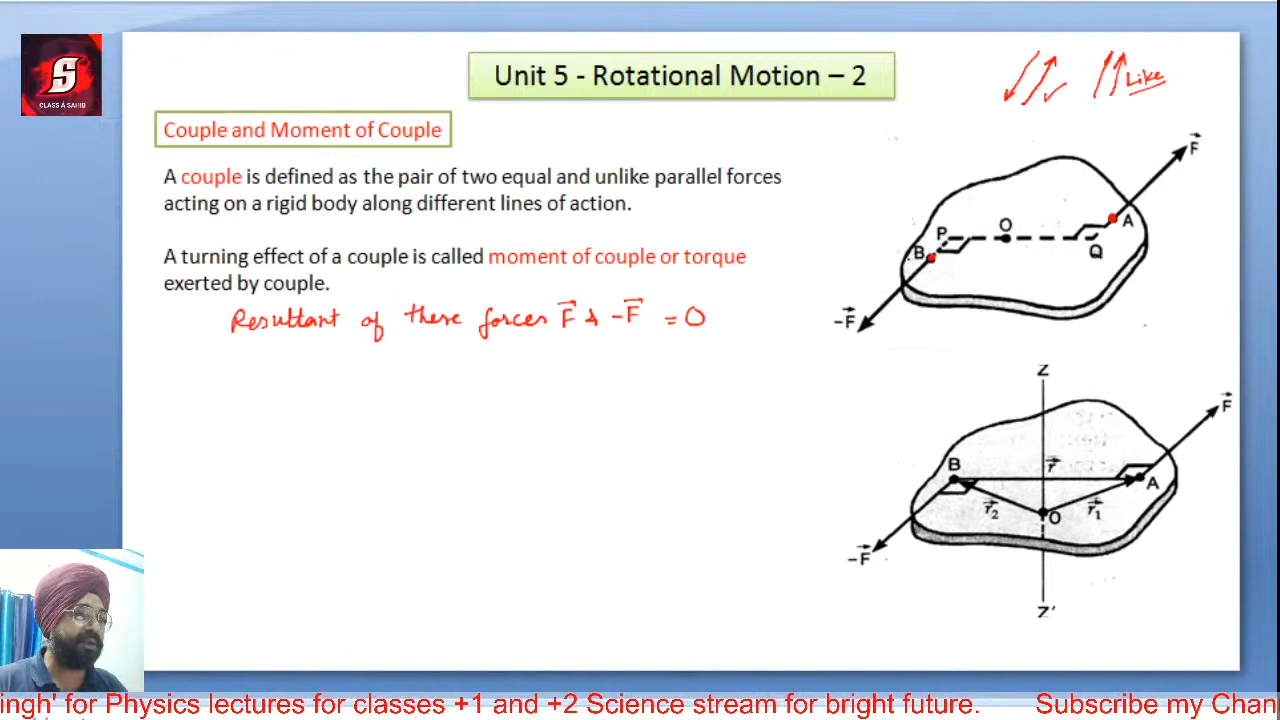 S
CLASS À SAHIB
Unit 5 - Rotational Motion – 2
Like
Couple and Moment of Couple
A couple is defined as the pair of two equal and unlike parallel forces
acting on a rigid body along different lines of action.
A turning effect of a couple is called moment of couple or torque
exerted by couple.
Resultant of these forces F⃗ & -F⃗ = 0
F⃗
A
O
P
Q
B
-F⃗
Z
F⃗
B
r⃗
A
r⃗₂
O
r⃗₁
-F⃗
Z'
ingh' for Physics lectures for classes +1 and +2 Science stream for bright future. Subscribe my Chan